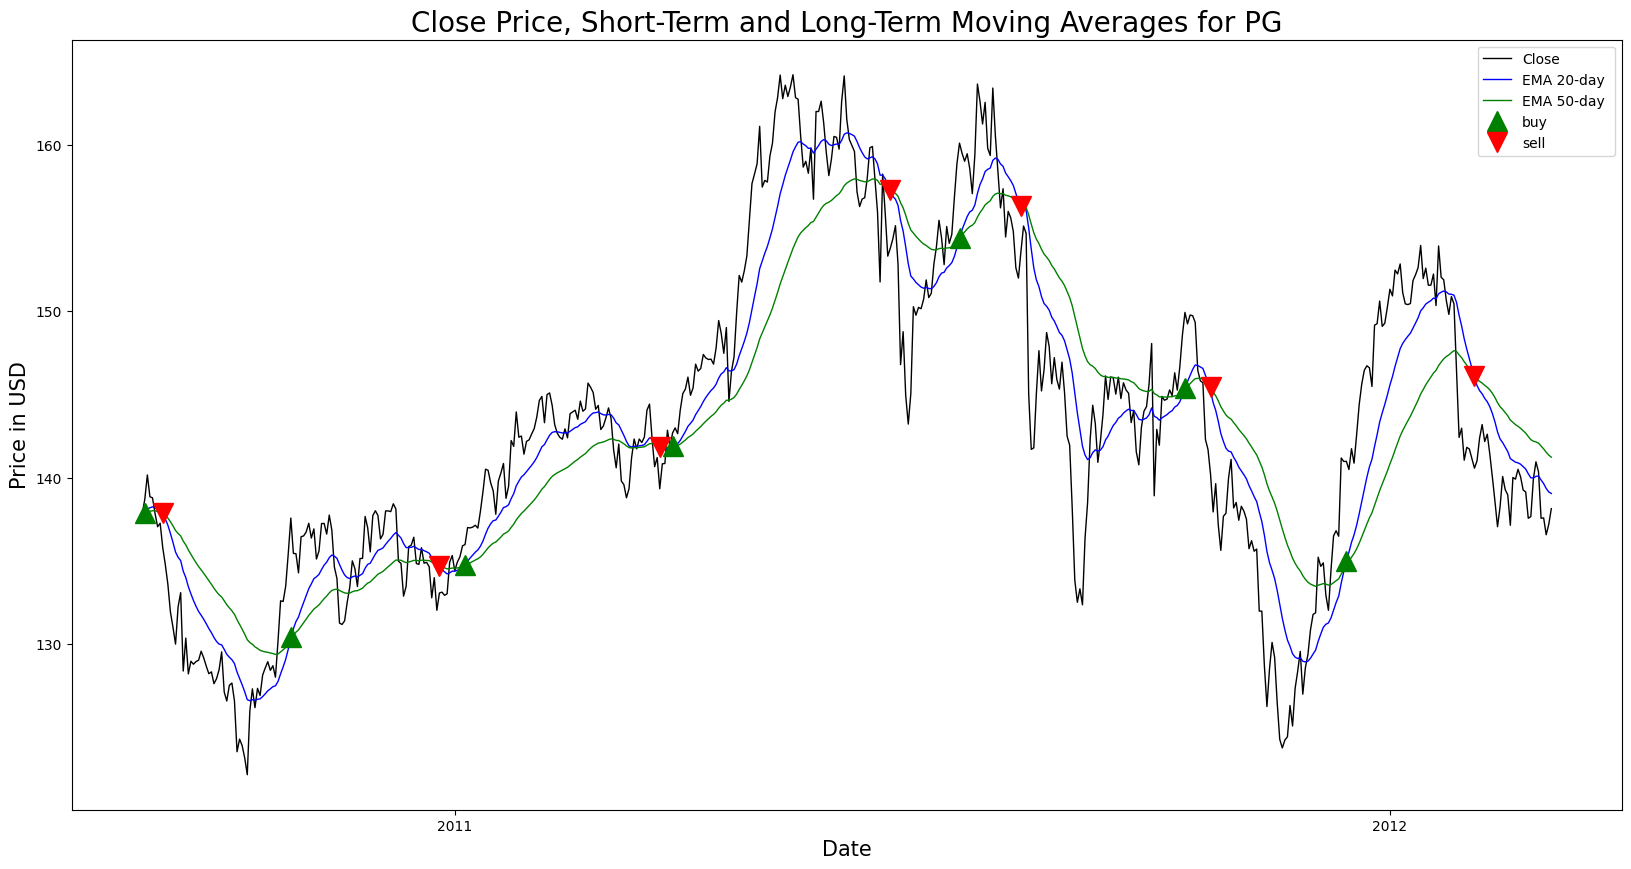 Close Price, Short-Term and Long-Term Moving Averages for PG
Close
EMA 20-day
EMA 50-day
buy
sell
160
150
140
130
Price in USD
2011
2012
Date